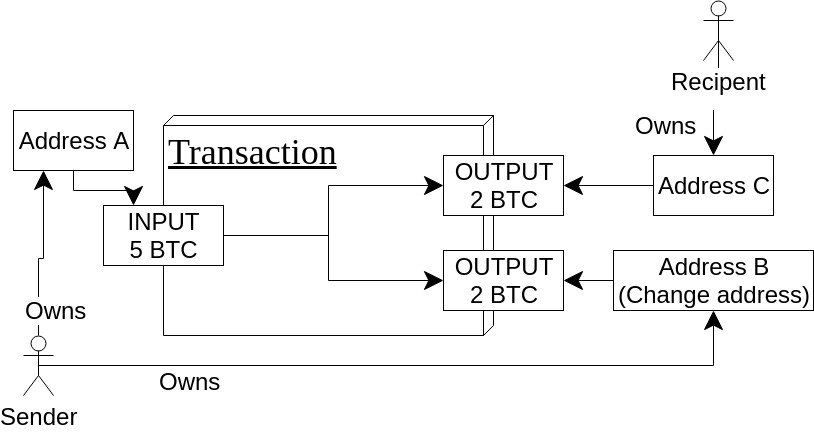 Recipent
Owns
Address A
Transaction
INPUT
5 BTC
OUTPUT
2 BTC
Address C
OUTPUT
2 BTC
Address B
(Change address)
Owns
Owns
Sender